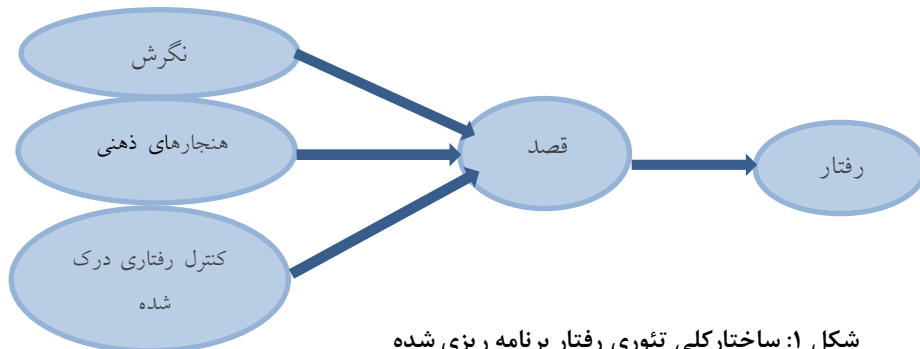 نگرش
هنجارهای ذهنی
کنترل رفتاری درک
شده
قصد
رفتار
شکل ۱: ساختارکلی تئوری رفتار برنامه ریزی شده